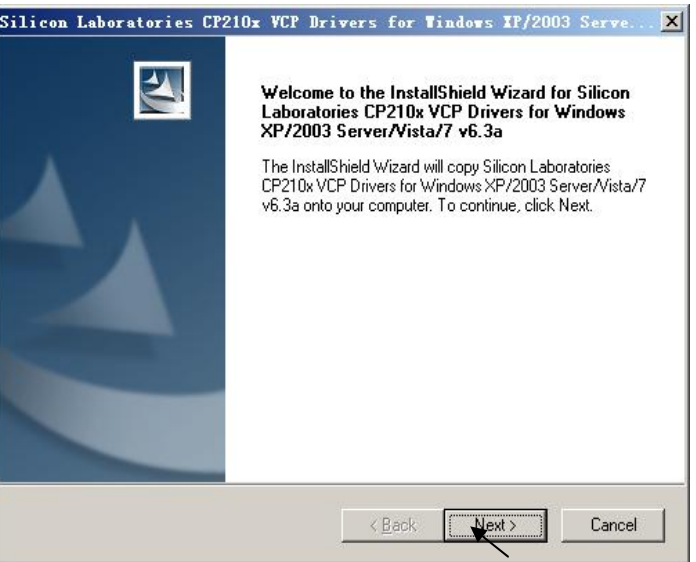 Silicon Laboratories CP210x VCP Drivers for Windows XP/2003 Serve...
Welcome to the InstallShield Wizard for Silicon
Laboratories CP210x VCP Drivers for Windows
XP/2003 Server/Vista/7 v6.3a
The InstallShield Wizard will copy Silicon Laboratories
CP210x VCP Drivers for Windows XP/2003 Server/Vista/7
v6.3a onto your computer. To continue, click Next.
< Back
Next >
Cancel